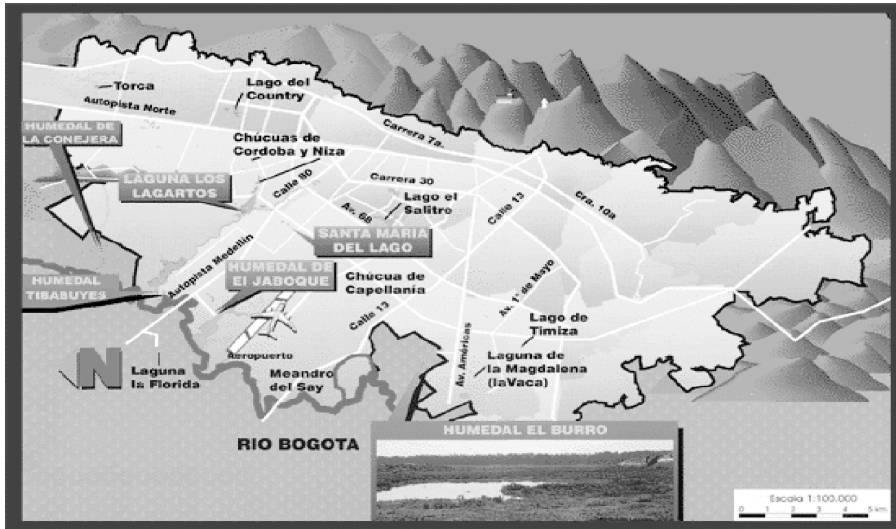 Torca
Lago del
Country
Autopista Norte
HUMEDAL DE
LA CONEJERA
Chúcuas de
Cordoba y Niza
Carrera 7a-
LAGUNA LOS
LAGARTOS
Calle 80
Carrera 30
Lago el
Salitre
Av. 68
Calle 13
Cra. 10a
SANTA MARIA
DEL LAGO
Autopista Medellin
HUMEDAL DE
El JABOQUE
Chúcua de
Capellanía
HUMEDAL
TIBABUYES
Av. 1° de Mayo
Calle 13
Lago de
Timiza
Av. Américas
Aeropuerto
Laguna de
la Magdalena
(laVaca)
N
Laguna
la Florida
Meandro
del Say
RIO BOGOTA
HUMEDAL EL BURRO
Escala 1:100.000
0 1 2 3 4 5 km